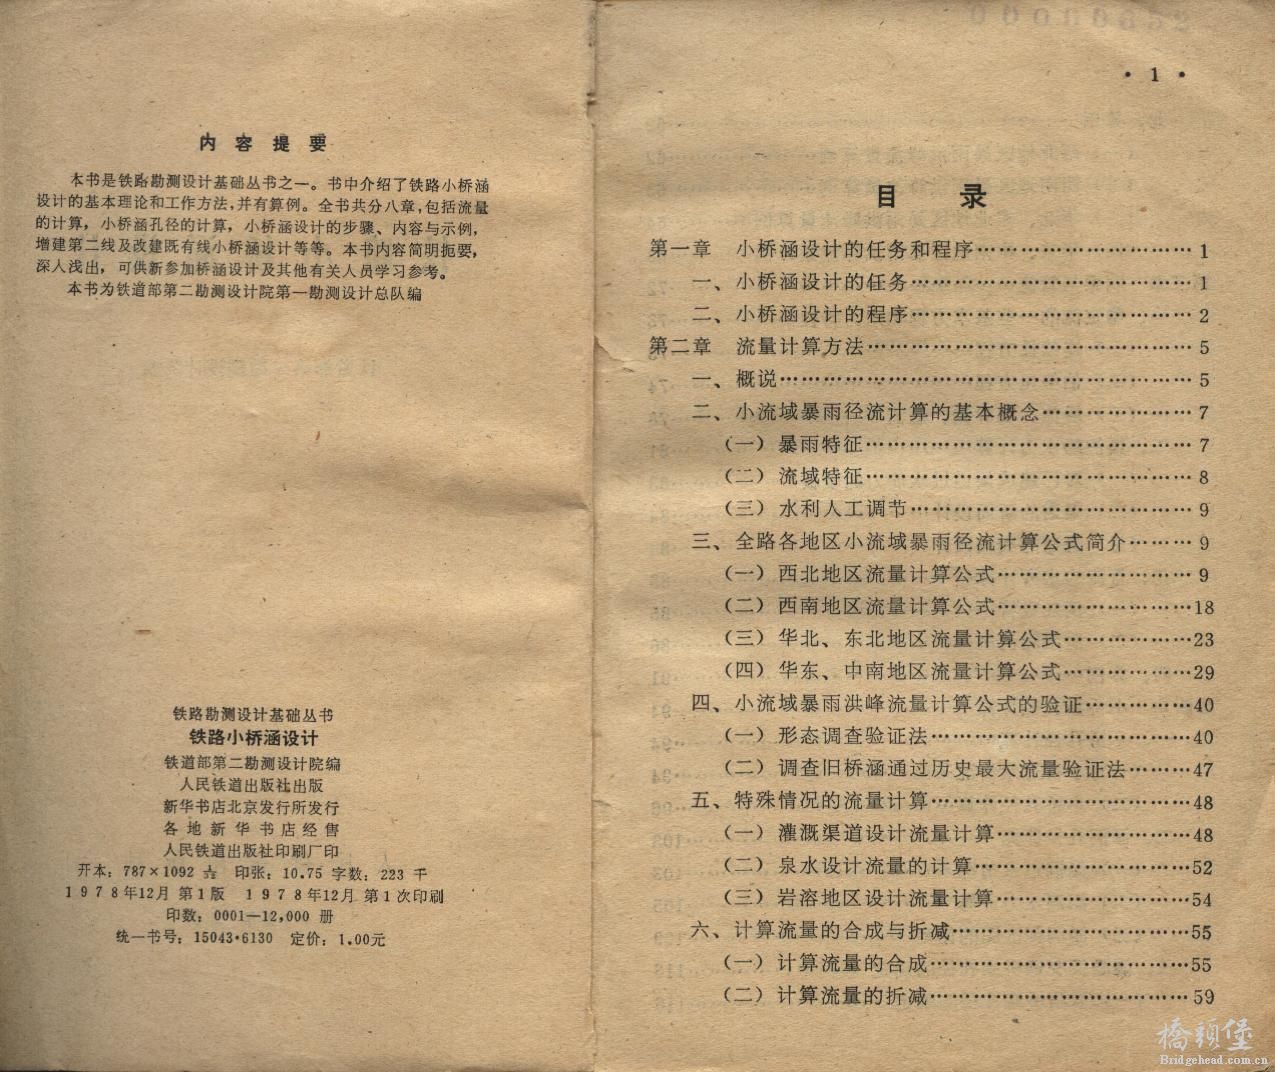 内容提要
本书是铁路勘测设计基础丛书之一。书中介绍了铁路小桥涵
设计的基本理论和工作方法,并有算例。全书共分八章,包括流量
的计算,小桥涵孔径的计算,小桥涵设计的步骤、内容与示例,
增建第二线及改建既有线小桥涵设计等等。本书内容简明扼要,
深入浅出,可供新参加桥涵设计及其他有关人员学习参考。
本书为铁道部第二勘测设计院第一勘测设计总队编
铁路勘测设计基础丛书
铁路小桥涵设计
铁道部第二勘测设计院编
人民铁道出版社出版
新华书店北京发行所发行
各地新华书店经售
人民铁道出版社印刷厂印
开本:787×1092 印张:10.75 字数:223 千
1978年12月 第1版 1978年12月 第1次印刷
印数:0001—12,000 册
统一书号:15043·6130 定价:1.00元
·1·
目 录
第一章 小桥涵设计的任务和程序…………………………1
一、小桥涵设计的任务…………………………………1
二、小桥涵设计的程序…………………………………2
第二章 流量计算方法………………………………………5
一、概说…………………………………………………5
二、小流域暴雨径流计算的基本概念…………………7
(一)暴雨特征………………………………………7
(二)流域特征………………………………………8
(三)水利人工调节…………………………………9
三、全路各地区小流域暴雨径流计算公式简介………9
(一)西北地区流量计算公式………………………9
(二)西南地区流量计算公式………………………18
(三)华北、东北地区流量计算公式………………23
(四)华东、中南地区流量计算公式………………29
四、小流域暴雨洪峰流量计算公式的验证……………40
(一)形态调查验证法………………………………40
(二)调查旧桥涵通过历史最大流量验证法………47
五、特殊情况的流量计算………………………………48
(一)灌溉渠道设计流量计算………………………48
(二)泉水设计流量的计算…………………………52
(三)岩溶地区设计流量计算………………………54
六、计算流量的合成与折减……………………………55
(一)计算流量的合成………………………………55
(二)计算流量的折减………………………………59
橋頭堡
Bridgehead.com.cn